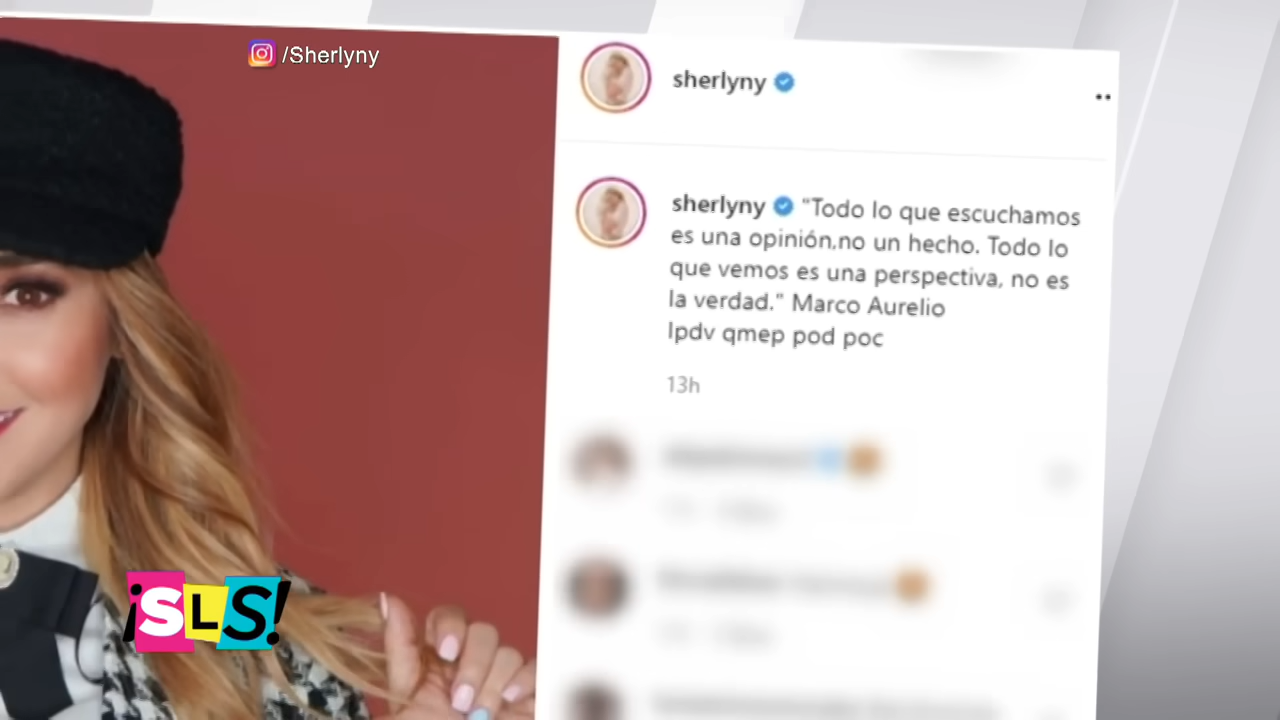 /Sherlyny
sherlyny
sherlyny "Todo lo que escuchamos
es una opinión,no un hecho. Todo lo
que vemos es una perspectiva, no es
la verdad." Marco Aurelio
lpdv qmep pod poc
13h
¡SLS!